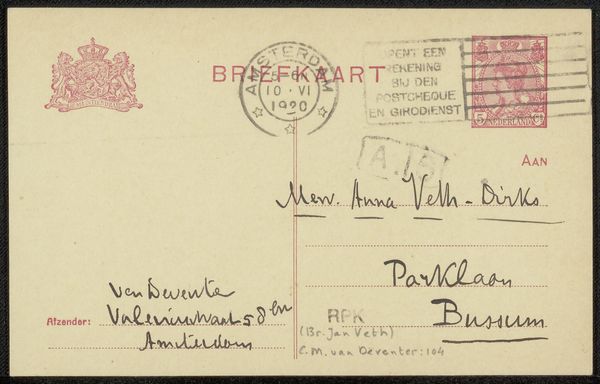 BRIEFKAART
AMSTERDAM
10 · VI
1920
OPENT EEN
REKENING
BIJ DEN
POSTCHEQUE
EN GIRODIENST
5 NEDERLAND Ct
AAN
Mevr. Anna Veth - Dirks
Parklaan
Bussum
van Deventer
Afzender: Valeriusstraat 58
Amsterdam
RPK
(Br. Jan Veth)
C.M. van Deventer: 104